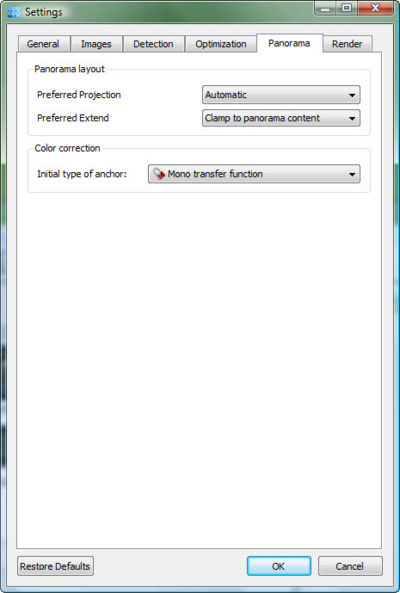 Settings
General Images Detection Optimization Panorama Render
Panorama layout
Preferred Projection Automatic
Preferred Extend Clamp to panorama content
Color correction
Initial type of anchor: Mono transfer function
Restore Defaults OK Cancel